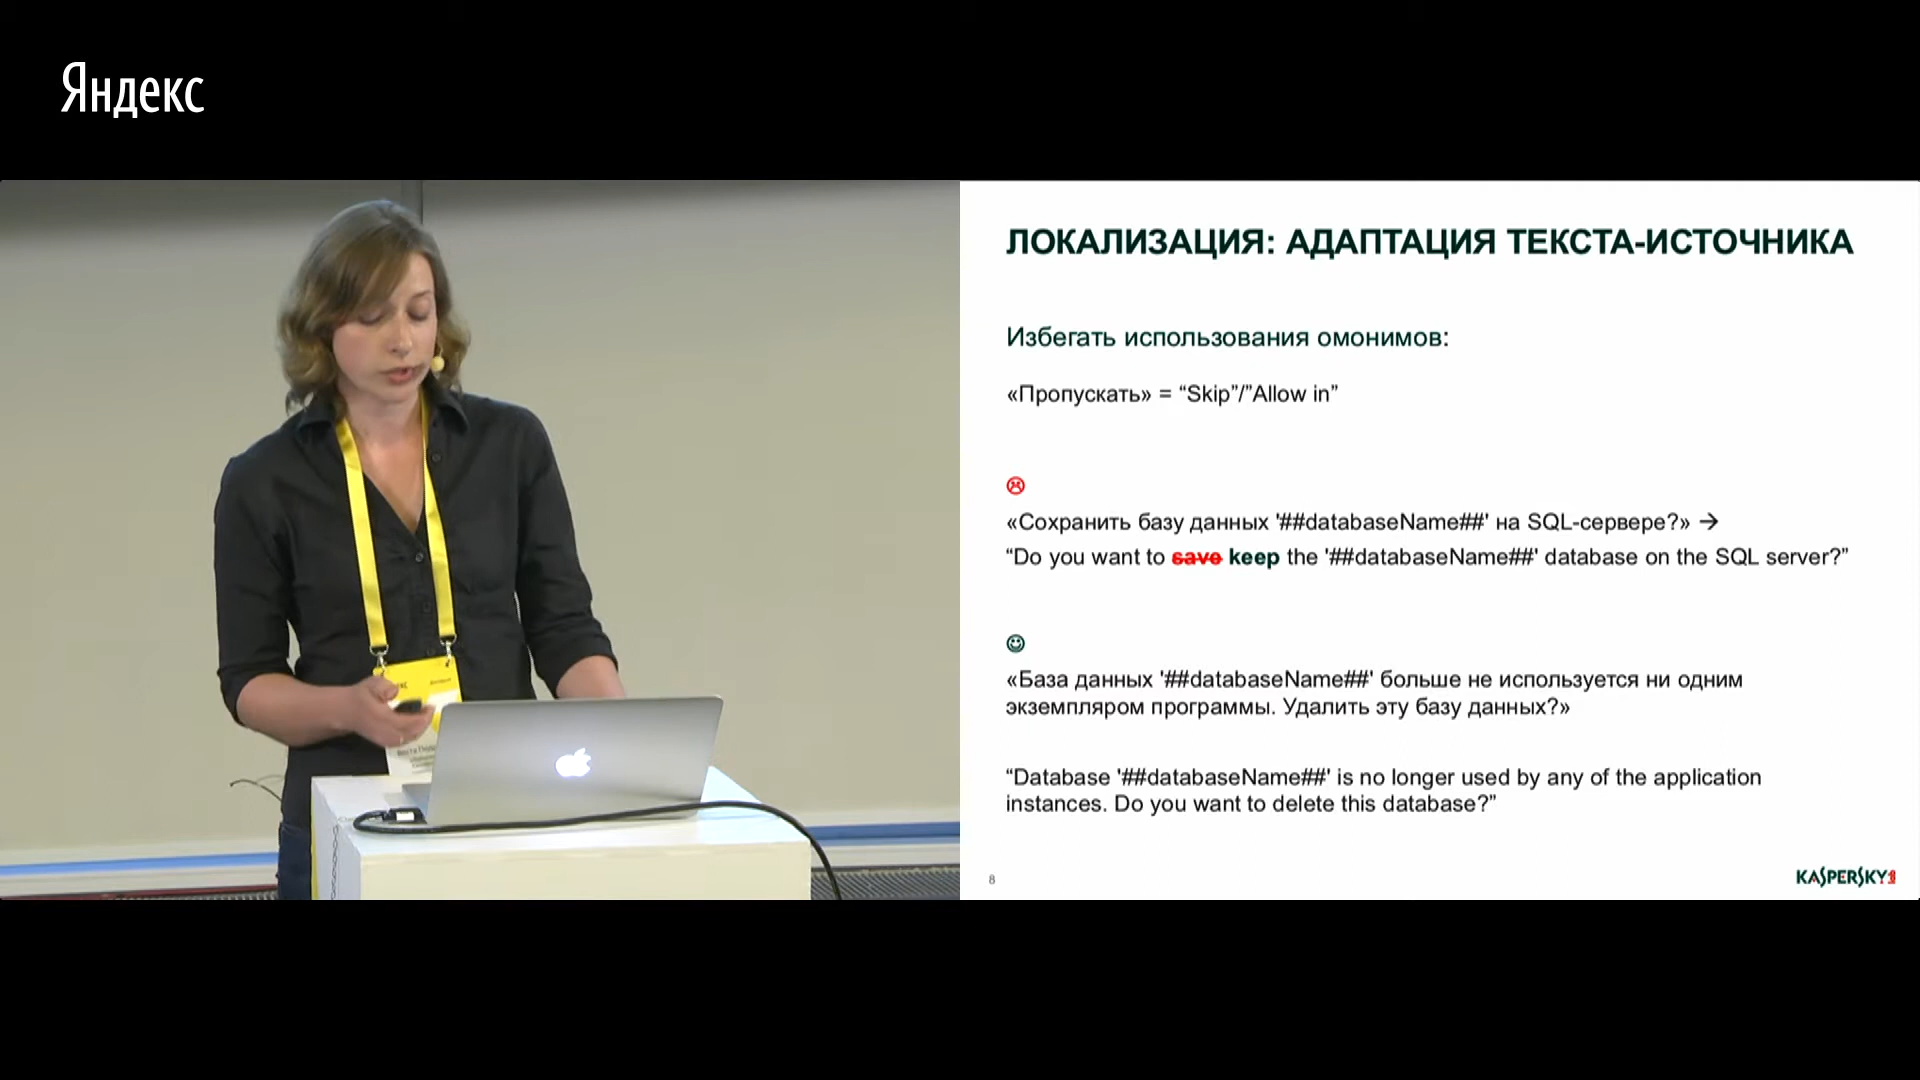 Яндекс
ЛОКАЛИЗАЦИЯ: АДАПТАЦИЯ ТЕКСТА-ИСТОЧНИКА
Избегать использования омонимов:
«Пропускать» = “Skip”/”Allow in”
«Сохранить базу данных '##databaseName##' на SQL-сервере?» →
“Do you want to save keep the '##databaseName##' database on the SQL server?”
«База данных '##databaseName##' больше не используется ни одним
экземпляром программы. Удалить эту базу данных?»
“Database '##databaseName##' is no longer used by any of the application
instances. Do you want to delete this database?”
8
KASPERSKY